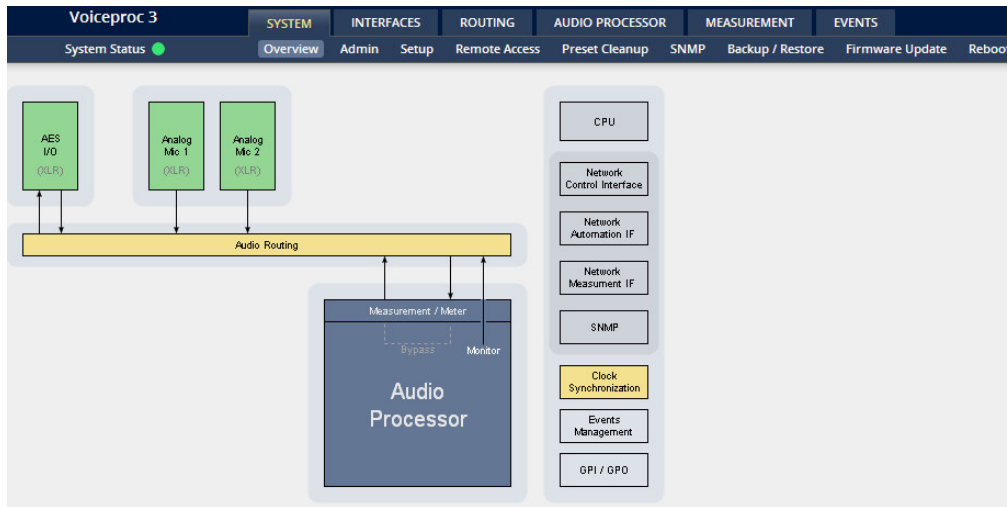 Voiceproc 3
SYSTEM INTERFACES ROUTING AUDIO PROCESSOR MEASUREMENT EVENTS
System Status
Overview Admin Setup Remote Access Preset Cleanup SNMP Backup / Restore Firmware Update Reboot
AES
I/O
(XLR)
Analog
Mic 1
(XLR)
Analog
Mic 2
(XLR)
Audio Routing
Measurement / Meter
Bypass
Monitor
Audio
Processor
CPU
Network
Control Interface
Network
Automation IF
Network
Measument IF
SNMP
Clock
Synchronization
Events
Management
GPI / GPO